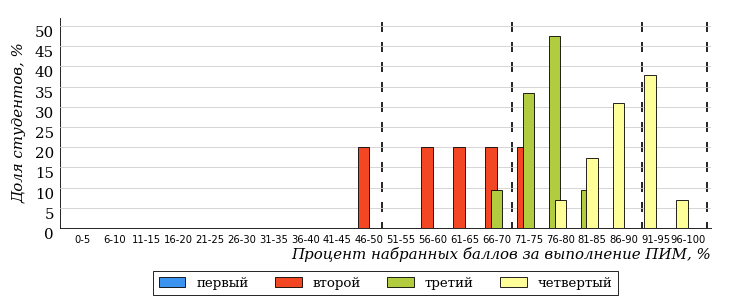 50
45
40
35
30
25
20
15
10
5
0
Доля студентов, %
0-5 6-10 11-15 16-20 21-25 26-30 31-35 36-40 41-45 46-50 51-55 56-60 61-65 66-70 71-75 76-80 81-85 86-90 91-95 96-100
Процент набранных баллов за выполнение ПИМ, %
первый второй третий четвертый